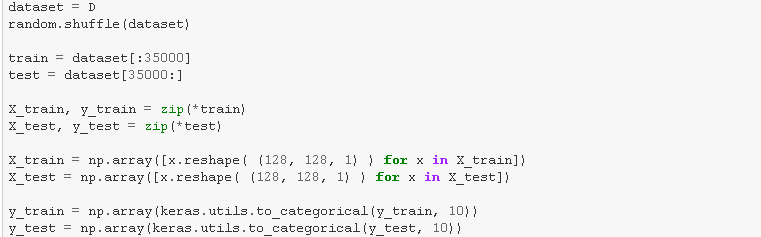 dataset = D
random.shuffle(dataset)
train = dataset[:35000]
test = dataset[35000:]
X_train, y_train = zip(*train)
X_test, y_test = zip(*test)
X_train = np.array([x.reshape( (128, 128, 1) ) for x in X_train])
X_test = np.array([x.reshape( (128, 128, 1) ) for x in X_test])
y_train = np.array(keras.utils.to_categorical(y_train, 10))
y_test = np.array(keras.utils.to_categorical(y_test, 10))